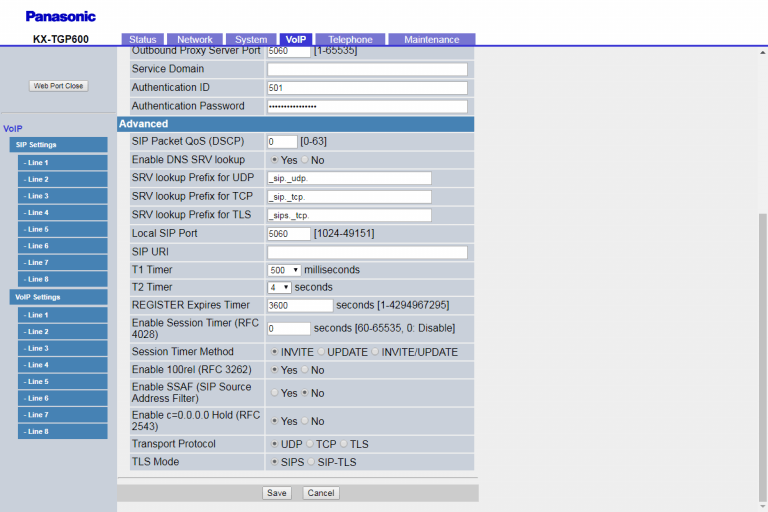 Panasonic
KX-TGP600
Status Network System VoIP Telephone Maintenance
Web Port Close
VoIP
SIP Settings
- Line 1
- Line 2
- Line 3
- Line 4
- Line 5
- Line 6
- Line 7
- Line 8
VoIP Settings
- Line 1
- Line 2
- Line 3
- Line 4
- Line 5
- Line 6
- Line 7
- Line 8
Outbound Proxy Server Port 5060 [1-65535]
Service Domain
Authentication ID 501
Authentication Password ••••••••••••••••
Advanced
SIP Packet QoS (DSCP) 0 [0-63]
Enable DNS SRV lookup Yes No
SRV lookup Prefix for UDP _sip._udp.
SRV lookup Prefix for TCP _sip._tcp.
SRV lookup Prefix for TLS _sips._tcp.
Local SIP Port 5060 [1024-49151]
SIP URI
T1 Timer 500 milliseconds
T2 Timer 4 seconds
REGISTER Expires Timer 3600 seconds [1-4294967295]
Enable Session Timer (RFC
4028) 0 seconds [60-65535, 0: Disable]
Session Timer Method INVITE UPDATE INVITE/UPDATE
Enable 100rel (RFC 3262) Yes No
Enable SSAF (SIP Source
Address Filter) Yes No
Enable c=0.0.0.0 Hold (RFC
2543) Yes No
Transport Protocol UDP TCP TLS
TLS Mode SIPS SIP-TLS
Save Cancel